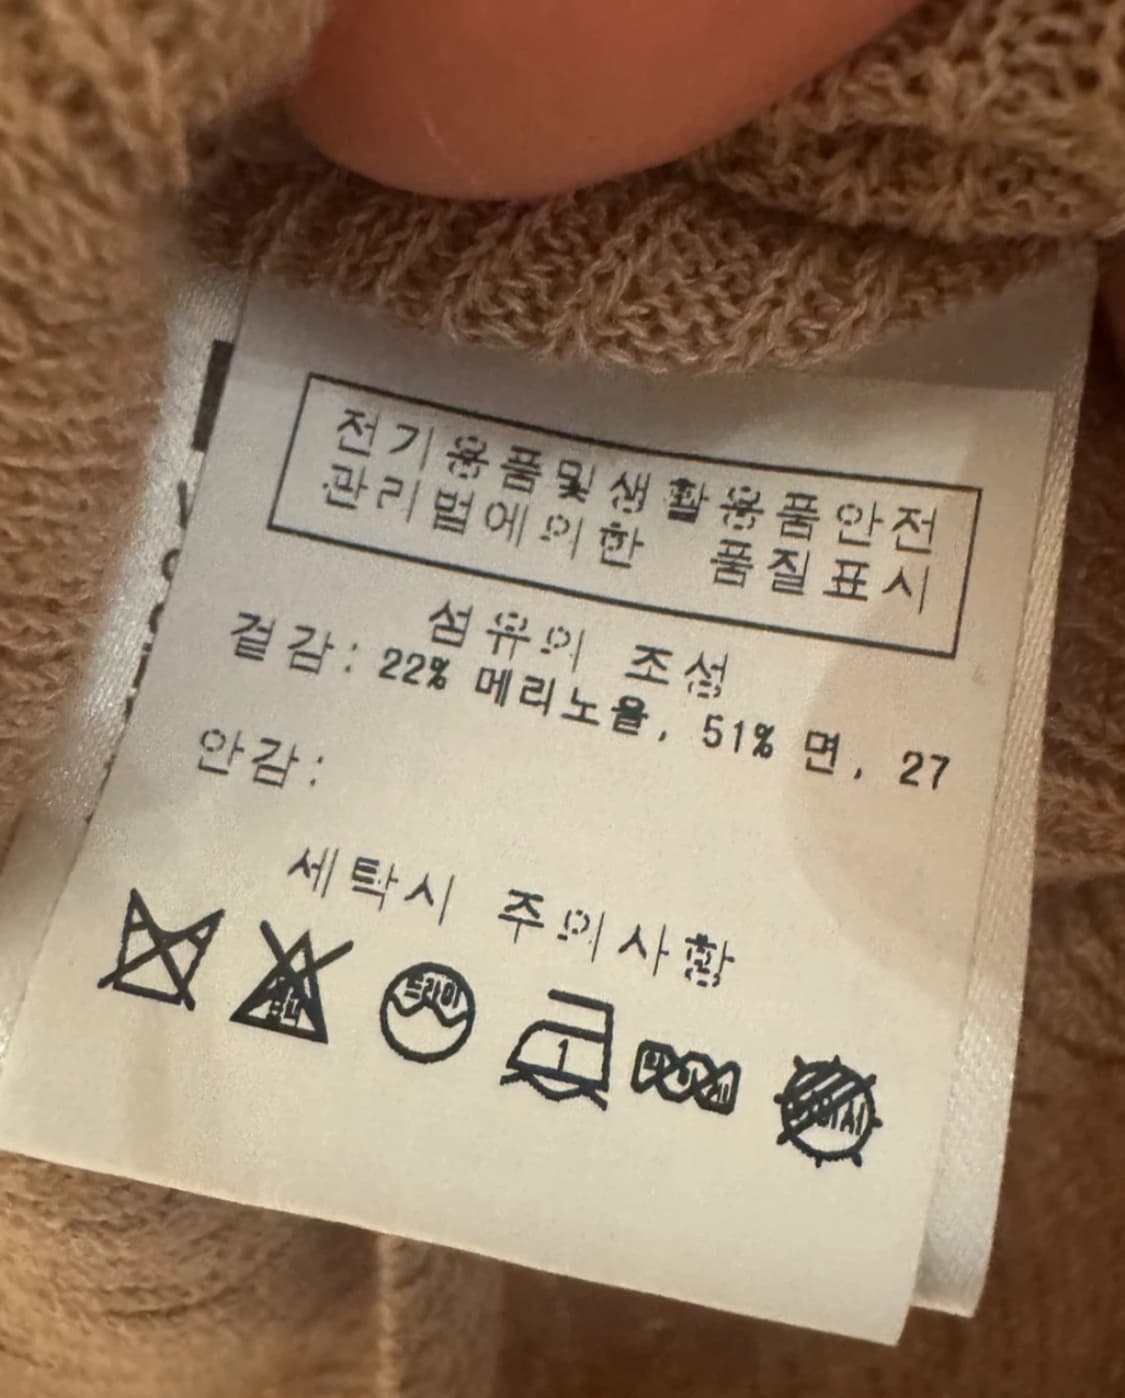 전기용품및생활용품안전
관리법에의한 품질표시
섬유의 조성
겉감: 22% 메리노울, 51% 면, 27
안감:
세탁시 주의사항
드라이
1